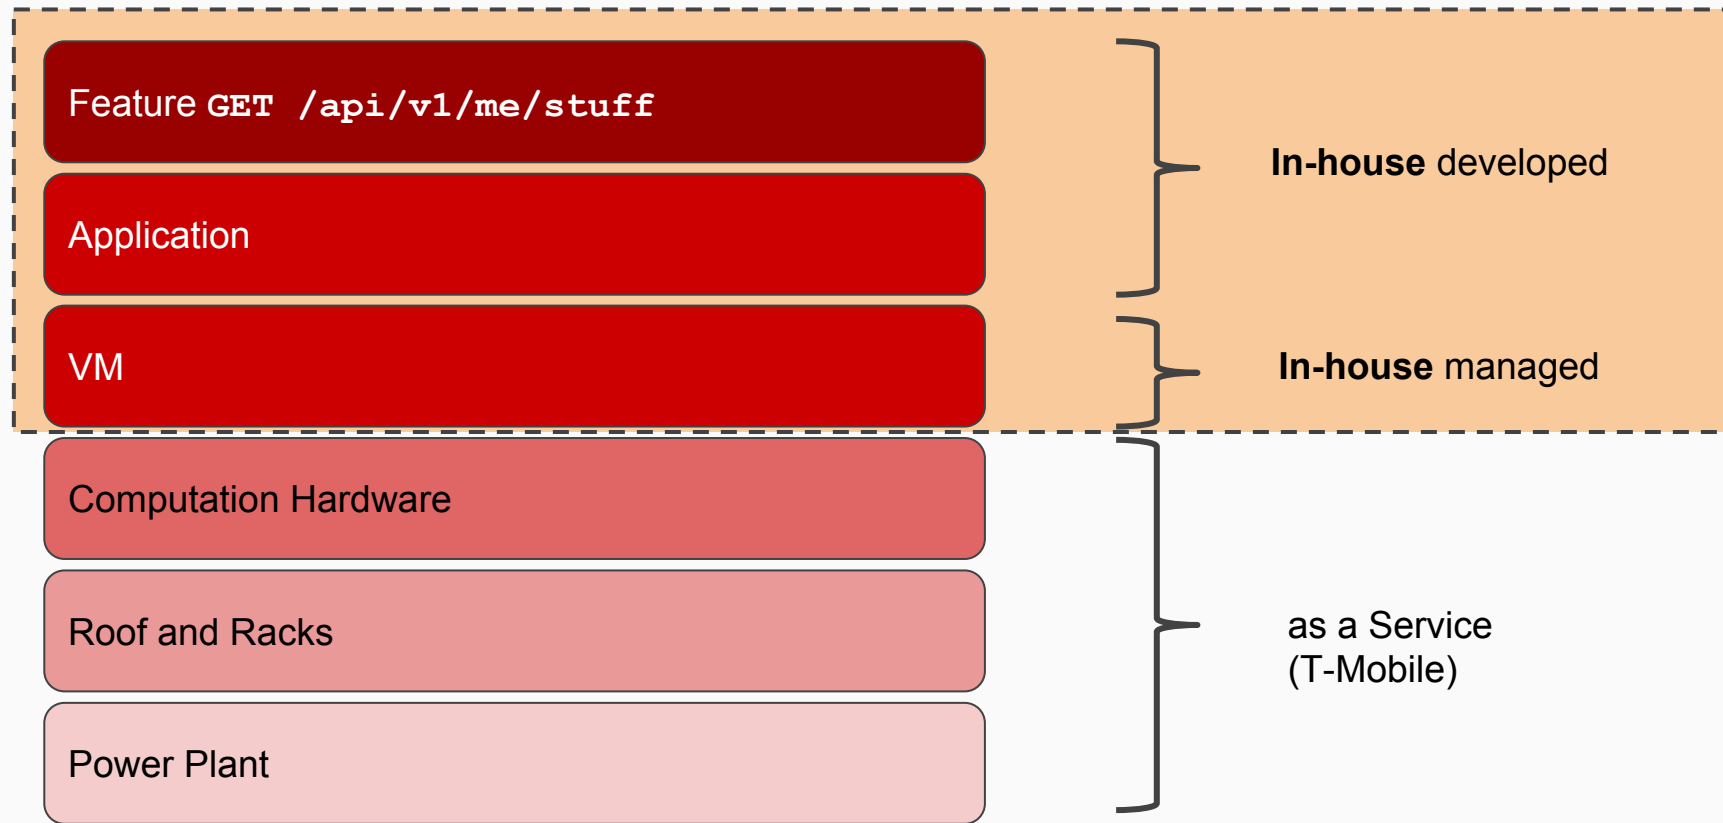 Feature GET /api/v1/me/stuff
Application
In-house developed
VM
In-house managed
Computation Hardware
Roof and Racks
Power Plant
as a Service
(T-Mobile)